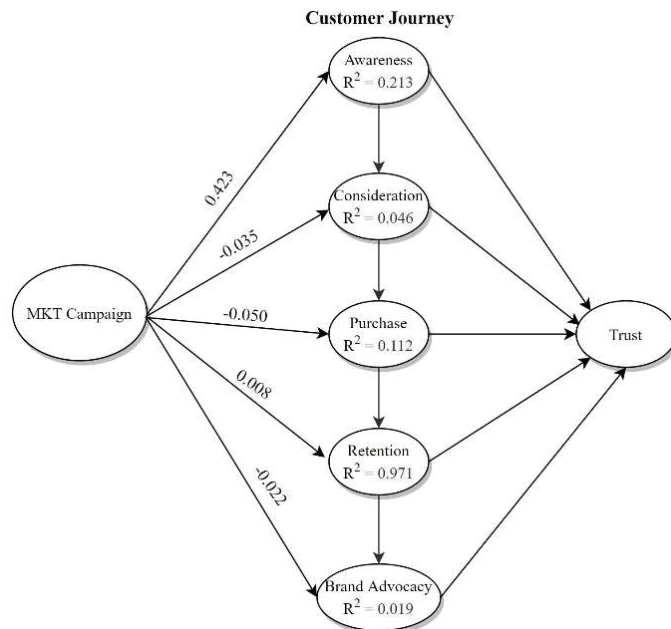 Customer Journey
Awareness
R² = 0.213
0.423
Consideration
R² = 0.046
-0.035
MKT Campaign
-0.050
Purchase
R² = 0.112
Trust
0.008
Retention
R² = 0.971
-0.022
Brand Advocacy
R² = 0.019